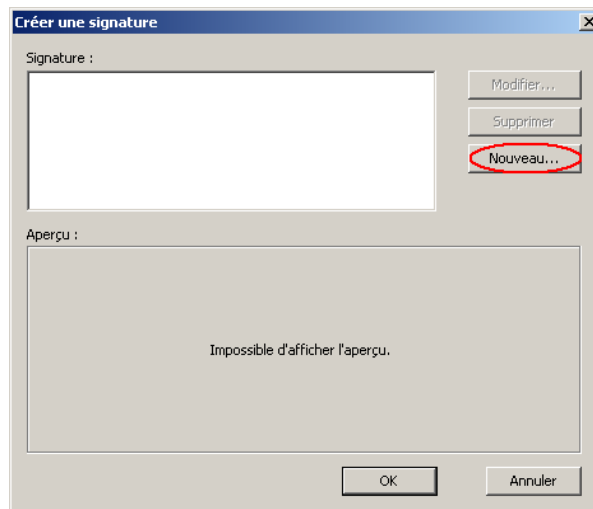 Créer une signature
Signature :
Modifier...
Supprimer
Nouveau...
Aperçu :
Impossible d'afficher l'aperçu.
OK
Annuler